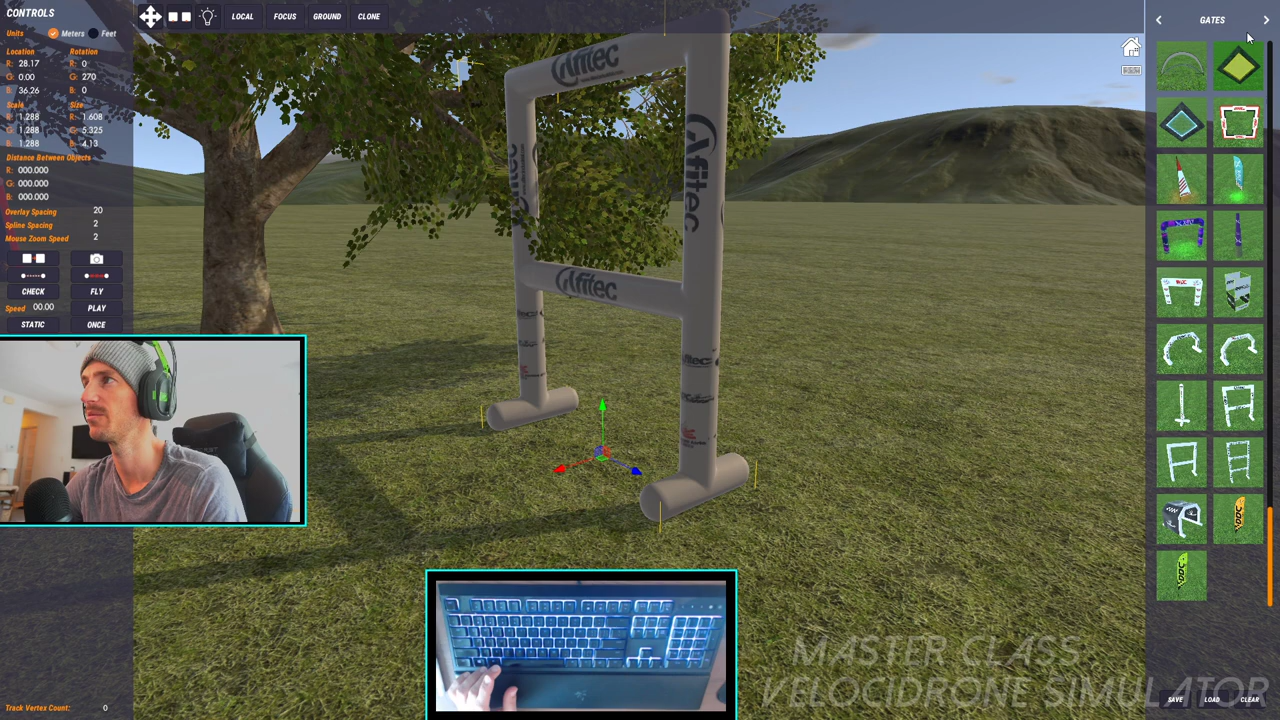 CONTROLS
Units Meters Feet
Location Rotation
R: 28.17 R: 0
G: 0.00 G: 270
B: 36.26 B: 0
Scale Size
R: 1.288 R: 1.608
G: 1.288 G: 5.325
B: 1.288 B: 4.13
Distance Between Objects
R: 000.000
G: 000.000
B: 000.000
Overlay Spacing 20
Spline Spacing 2
Mouse Zoom Speed 2
CHECK FLY
Speed 00.00 PLAY
STATIC ONCE
Track Vertex Count: 0
LOCAL FOCUS GROUND CLONE
Afitec
Afitec
Afitec
Afitec
GATES
MASTER CLASS
VELOCIDRONE SIMULATOR
SAVE LOAD CLEAR